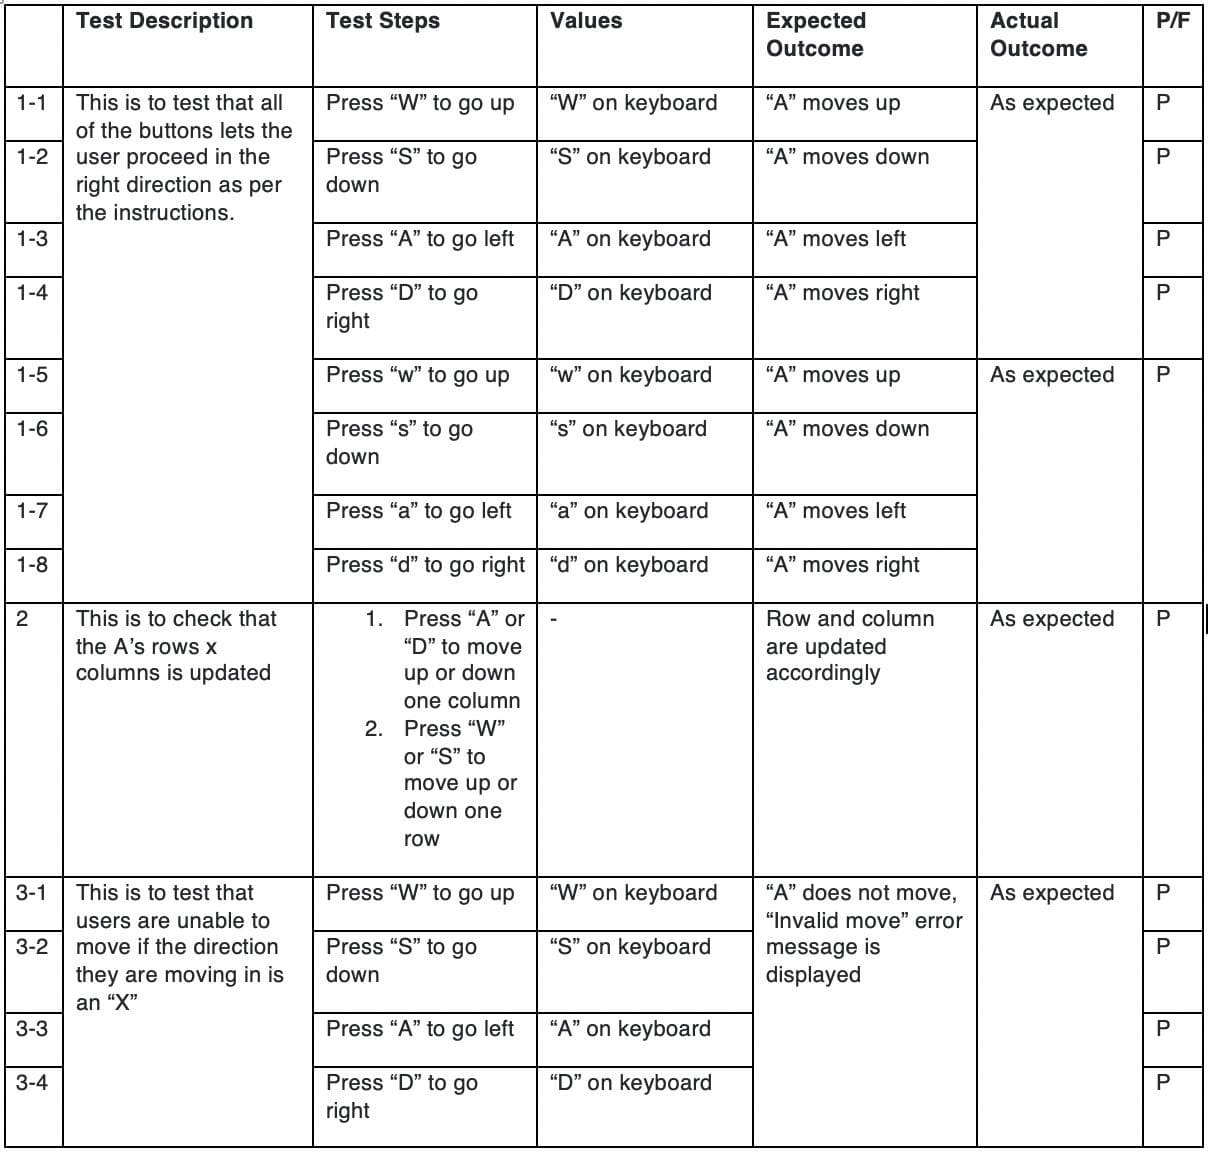 Test Description Test Steps Values Expected Outcome Actual Outcome P/F
1-1 This is to test that all of the buttons lets the user proceed in the right direction as per the instructions. Press “W” to go up “W” on keyboard “A” moves up As expected P
1-2 Press “S” to go down “S” on keyboard “A” moves down P
1-3 Press “A” to go left “A” on keyboard “A” moves left P
1-4 Press “D” to go right “D” on keyboard “A” moves right P
1-5 Press “w” to go up “w” on keyboard “A” moves up As expected P
1-6 Press “s” to go down “s” on keyboard “A” moves down
1-7 Press “a” to go left “a” on keyboard “A” moves left
1-8 Press “d” to go right “d” on keyboard “A” moves right
2 This is to check that the A’s rows x columns is updated 1. Press “A” or “D” to move up or down one column 2. Press “W” or “S” to move up or down one row - Row and column are updated accordingly As expected P
3-1 This is to test that users are unable to move if the direction they are moving in is an “X” Press “W” to go up “W” on keyboard “A” does not move, “Invalid move” error message is displayed As expected P
3-2 Press “S” to go down “S” on keyboard P
3-3 Press “A” to go left “A” on keyboard P
3-4 Press “D” to go right “D” on keyboard P